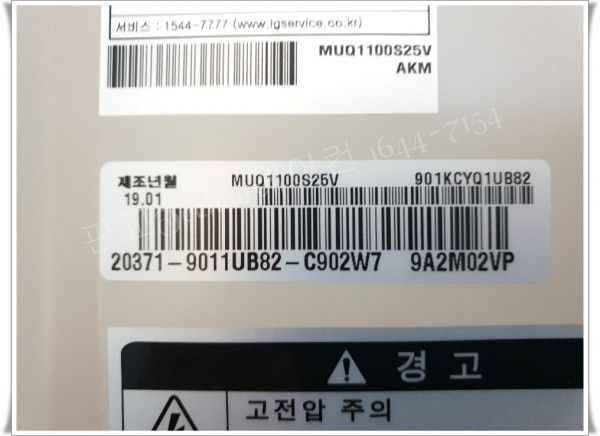 서비스 : 1544-7777 (www.lgservice.co.kr)
MUQ1100S25V
AKM
제조년월 MUQ1100S25V 901KCYQ1UB82
19.01
20371-9011UB82-C902W7 9A2M02VP
1644-7154
경 고
고전압 주의